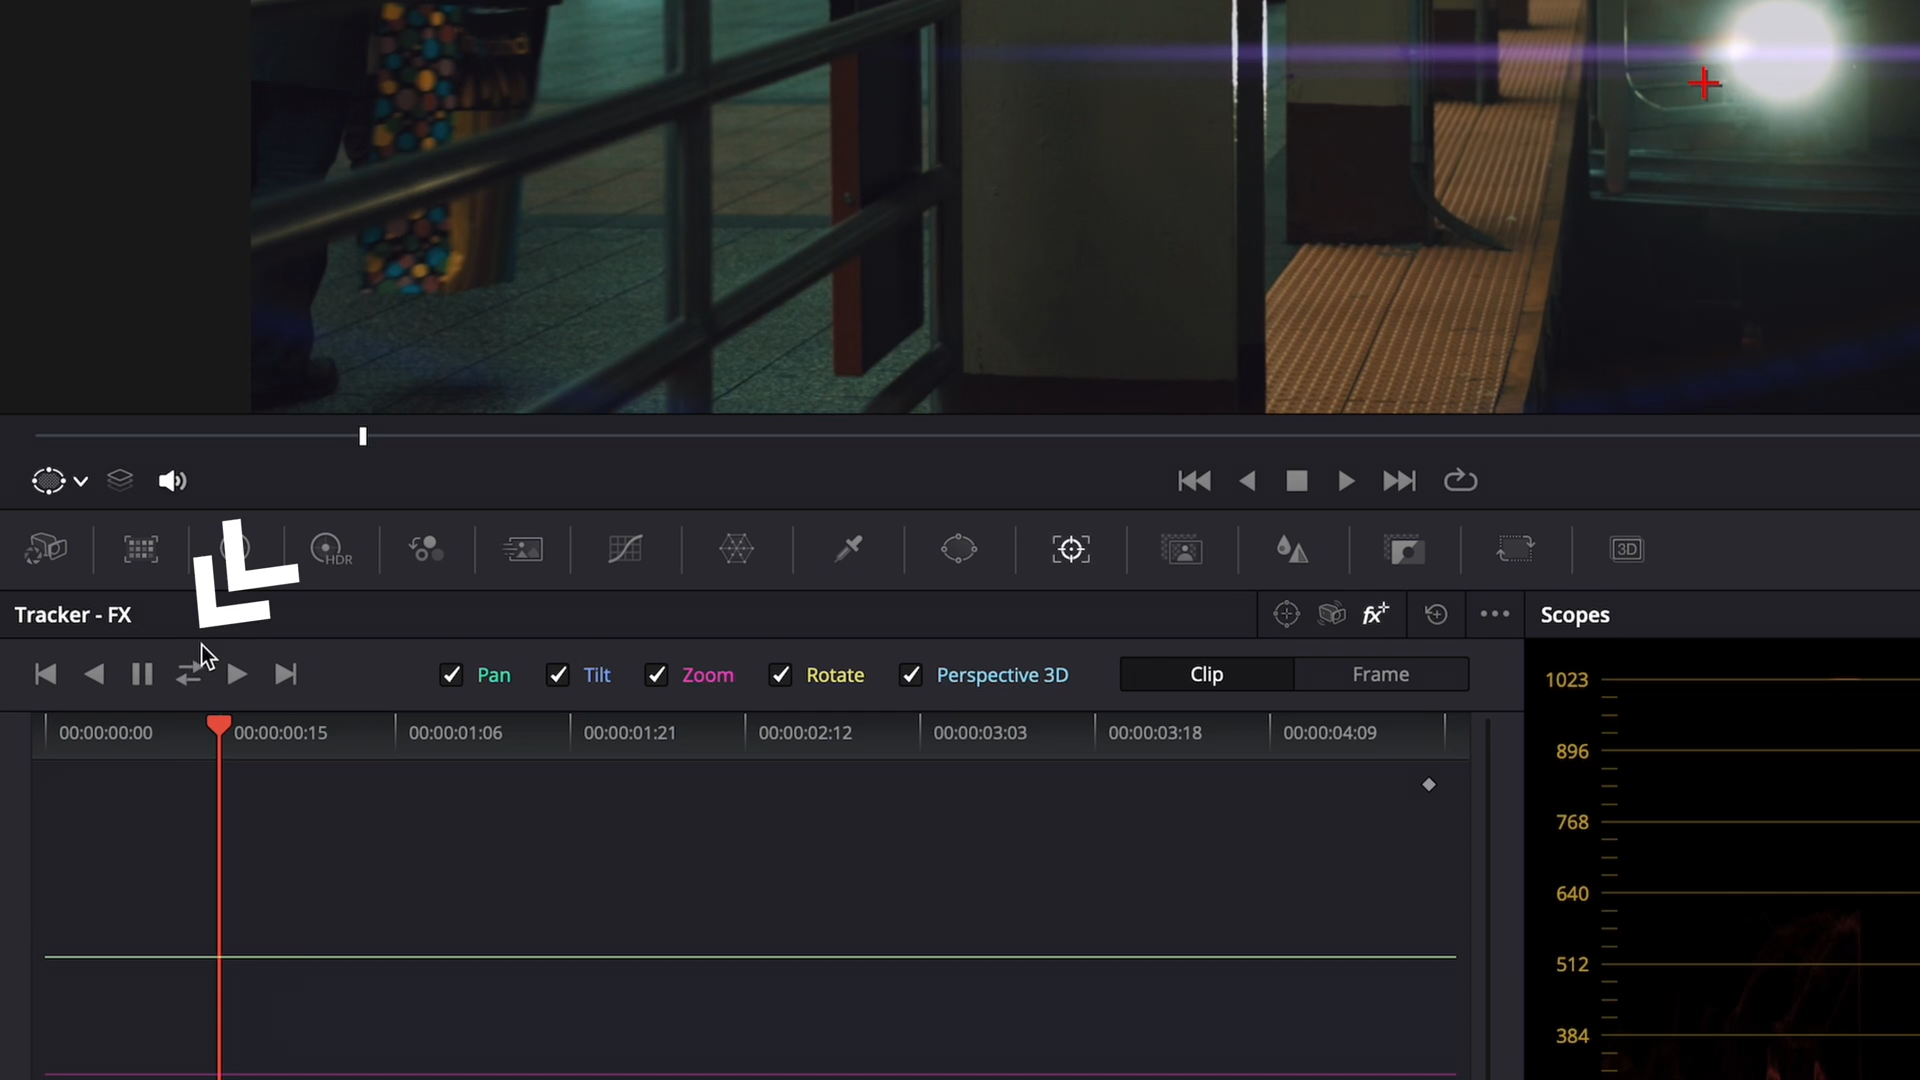 HDR
3D
Tracker - FX
fx
Scopes
Pan
Tilt
Zoom
Rotate
Perspective 3D
Clip
Frame
00:00:00:00
00:00:00:15
00:00:01:06
00:00:01:21
00:00:02:12
00:00:03:03
00:00:03:18
00:00:04:09
1023
896
768
640
512
384